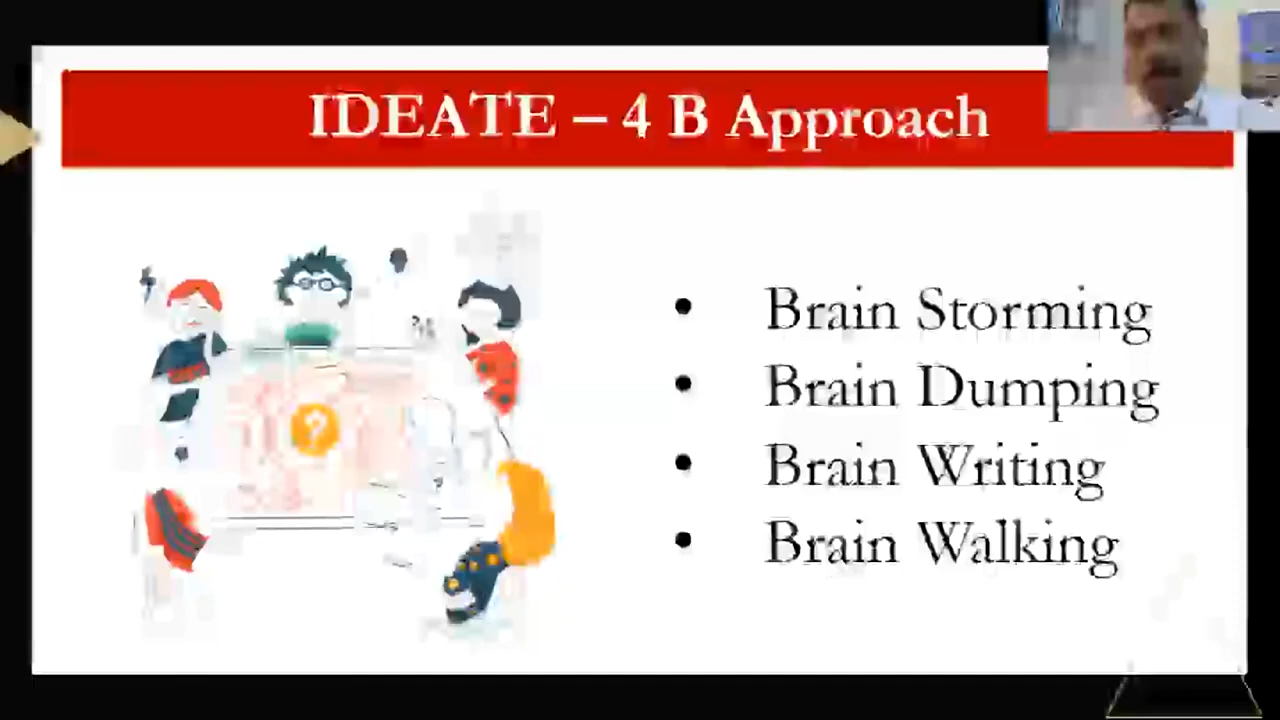 IDEATE – 4 B Approach
• Brain Storming
• Brain Dumping
• Brain Writing
• Brain Walking
?